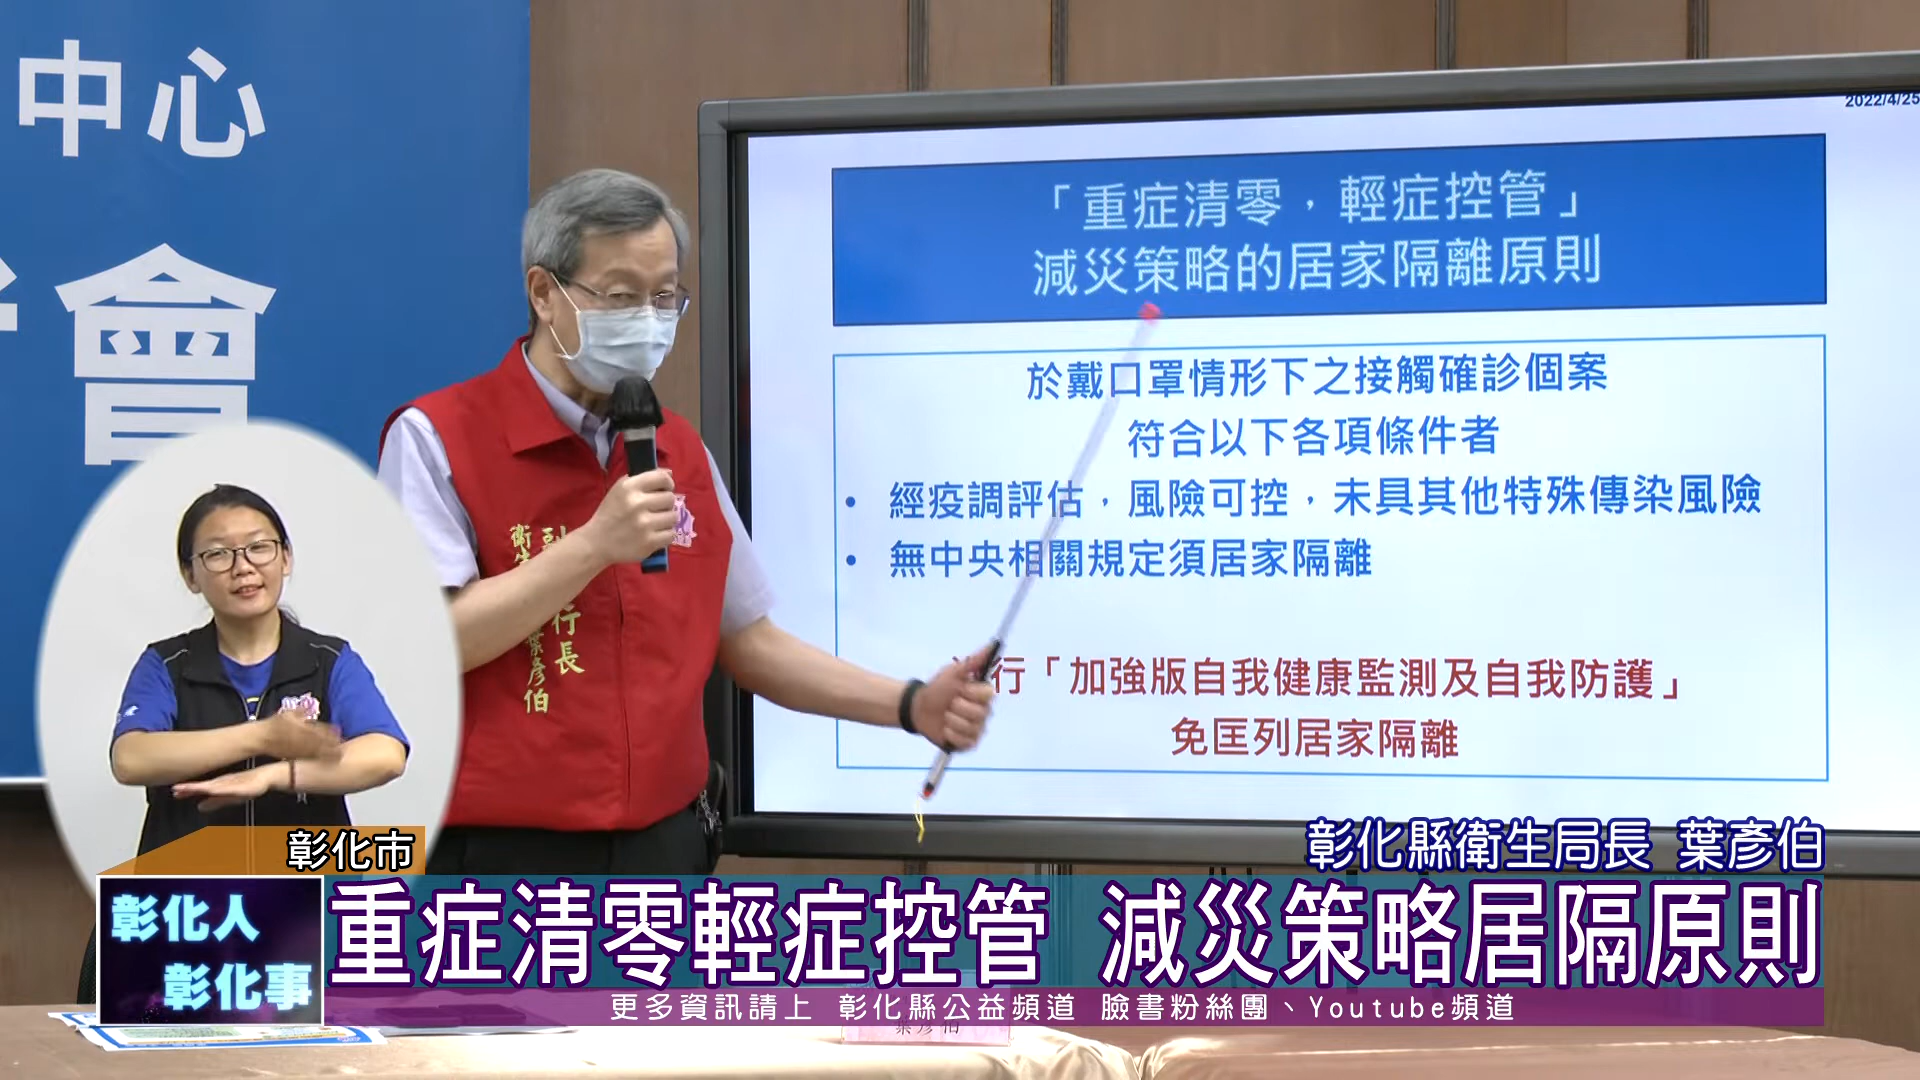 中心
會
2022/4/25
「重症清零，輕症控管」
減災策略的居家隔離原則
於戴口罩情形下之接觸確診個案
符合以下各項條件者
• 經疫調評估，風險可控，未具其他特殊傳染風險
• 無中央相關規定須居家隔離
行「加強版自我健康監測及自我防護」
免匡列居家隔離
行長
衛生
葉彥伯
彰化縣衛生局長 葉彥伯
彰化市
彰化人
彰化事
重症清零輕症控管 減災策略居隔原則
更多資訊請上 彰化縣公益頻道 臉書粉絲團、Youtube頻道
葉彥伯